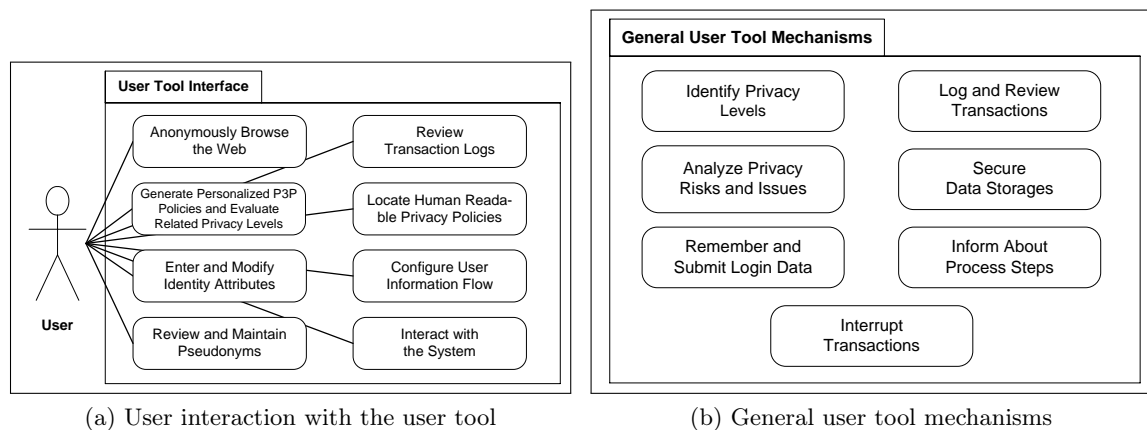 User Tool Interface
Anonymously Browse
the Web
Review
Transaction Logs
Generate Personalized P3P
Policies and Evaluate
Related Privacy Levels
Locate Human Reada-
ble Privacy Policies
Enter and Modify
Identity Attributes
Configure User
Information Flow
Review and Maintain
Pseudonyms
Interact with
the System
User
(a) User interaction with the user tool
General User Tool Mechanisms
Identify Privacy
Levels
Log and Review
Transactions
Analyze Privacy
Risks and Issues
Secure
Data Storages
Remember and
Submit Login Data
Inform About
Process Steps
Interrupt
Transactions
(b) General user tool mechanisms